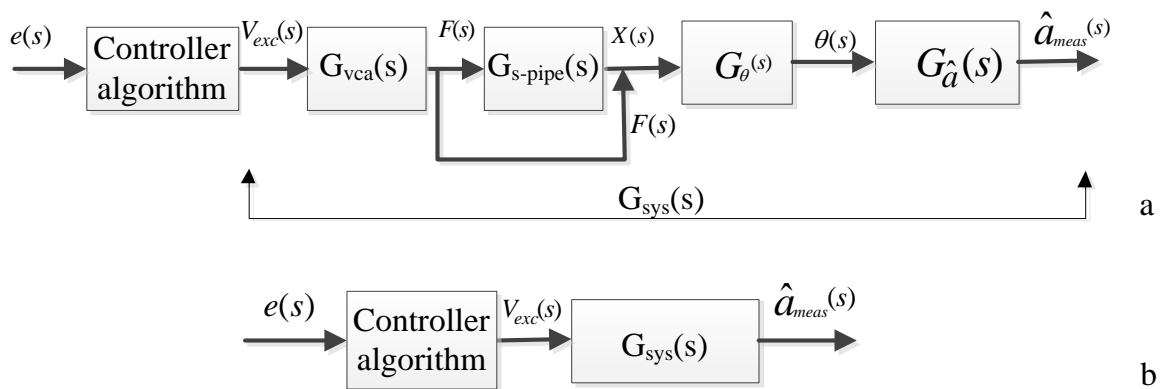 e(s)
Controller algorithm
V_exc(s)
G_vca(s)
F(s)
G_s-pipe(s)
X(s)
F(s)
G_θ(s)
θ(s)
G_â(s)
â_meas(s)
G_sys(s)
a
e(s)
Controller algorithm
V_exc(s)
G_sys(s)
â_meas(s)
b